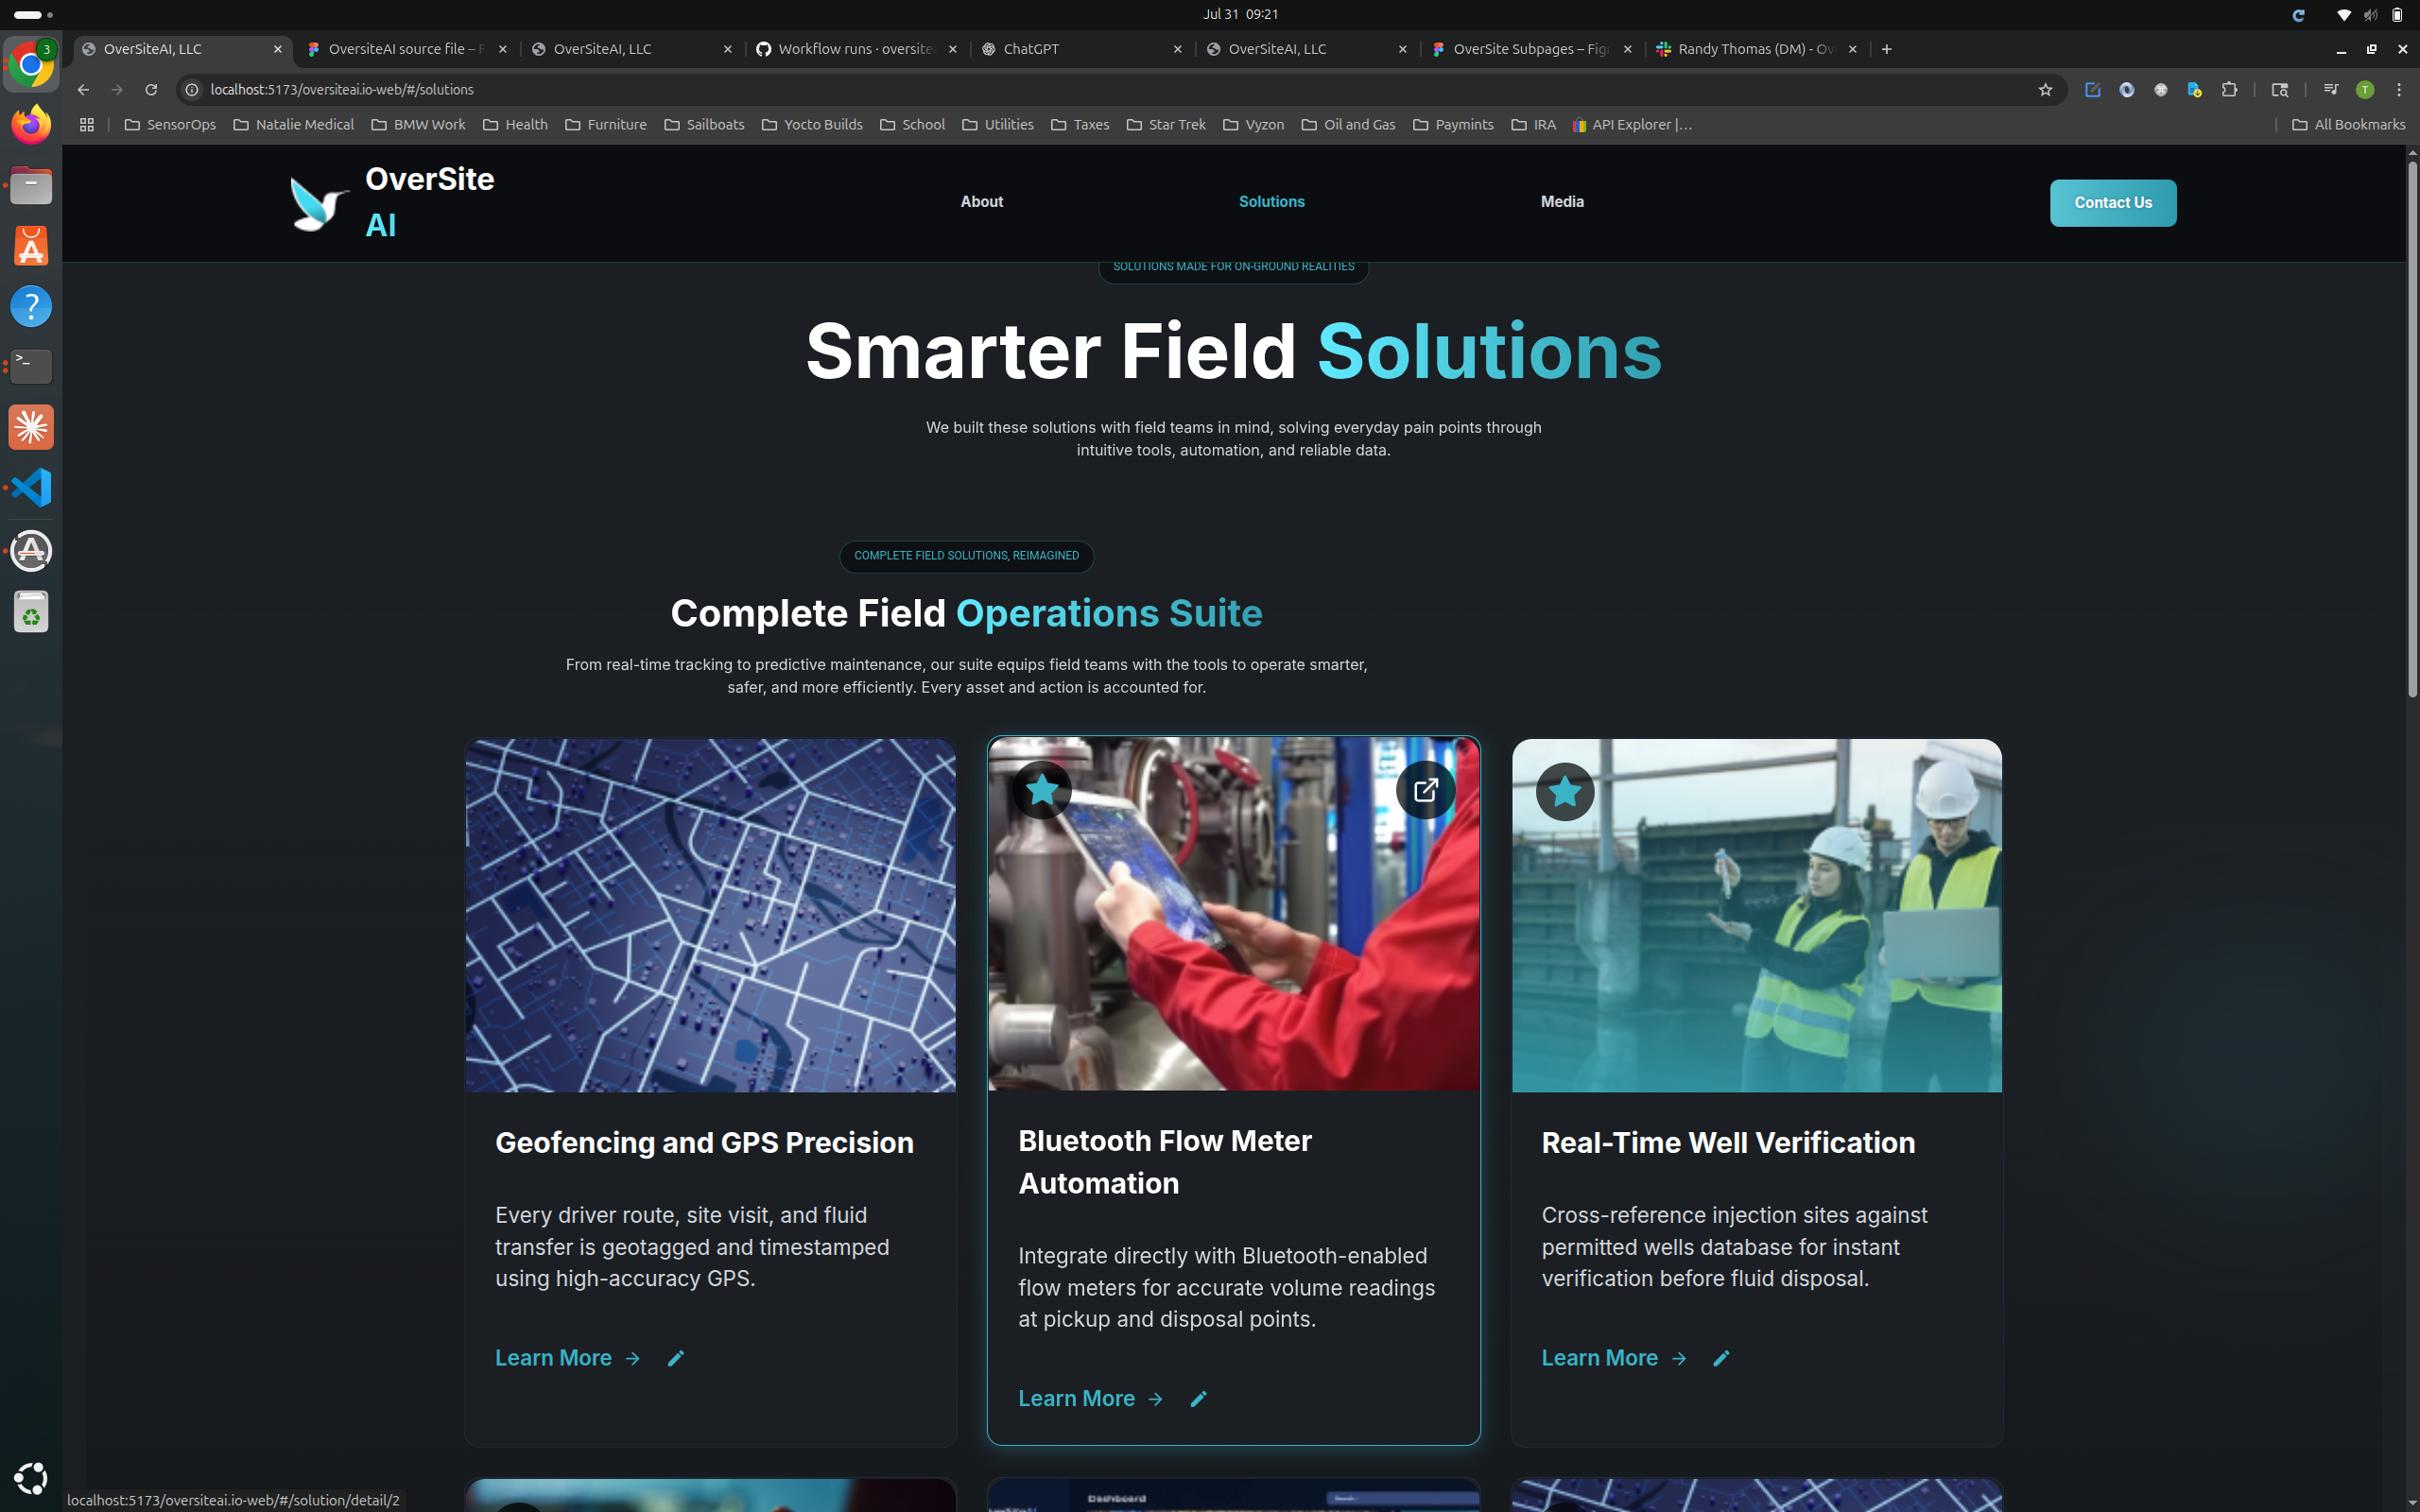 Jul 31 09:21
3
OverSiteAI, LLC
OversiteAI source file – F
OverSiteAI, LLC
Workflow runs · oversite
ChatGPT
OverSiteAI, LLC
OverSite Subpages – Fig
Randy Thomas (DM) - Ov
localhost:5173/oversiteai.io-web/#/solutions
T
SensorOps
Natalie Medical
BMW Work
Health
Furniture
Sailboats
Yocto Builds
School
Utilities
Taxes
Star Trek
Vyzon
Oil and Gas
Paymints
IRA
API Explorer |...
All Bookmarks
OverSite
AI
About
Solutions
Media
Contact Us
SOLUTIONS MADE FOR ON-GROUND REALITIES
Smarter Field Solutions
We built these solutions with field teams in mind, solving everyday pain points through
intuitive tools, automation, and reliable data.
COMPLETE FIELD SOLUTIONS, REIMAGINED
Complete Field Operations Suite
From real-time tracking to predictive maintenance, our suite equips field teams with the tools to operate smarter,
safer, and more efficiently. Every asset and action is accounted for.
Geofencing and GPS Precision
Every driver route, site visit, and fluid
transfer is geotagged and timestamped
using high-accuracy GPS.
Learn More
Bluetooth Flow Meter
Automation
Integrate directly with Bluetooth-enabled
flow meters for accurate volume readings
at pickup and disposal points.
Learn More
Real-Time Well Verification
Cross-reference injection sites against
permitted wells database for instant
verification before fluid disposal.
Learn More
Dashboard
localhost:5173/oversiteai.io-web/#/solution/detail/2